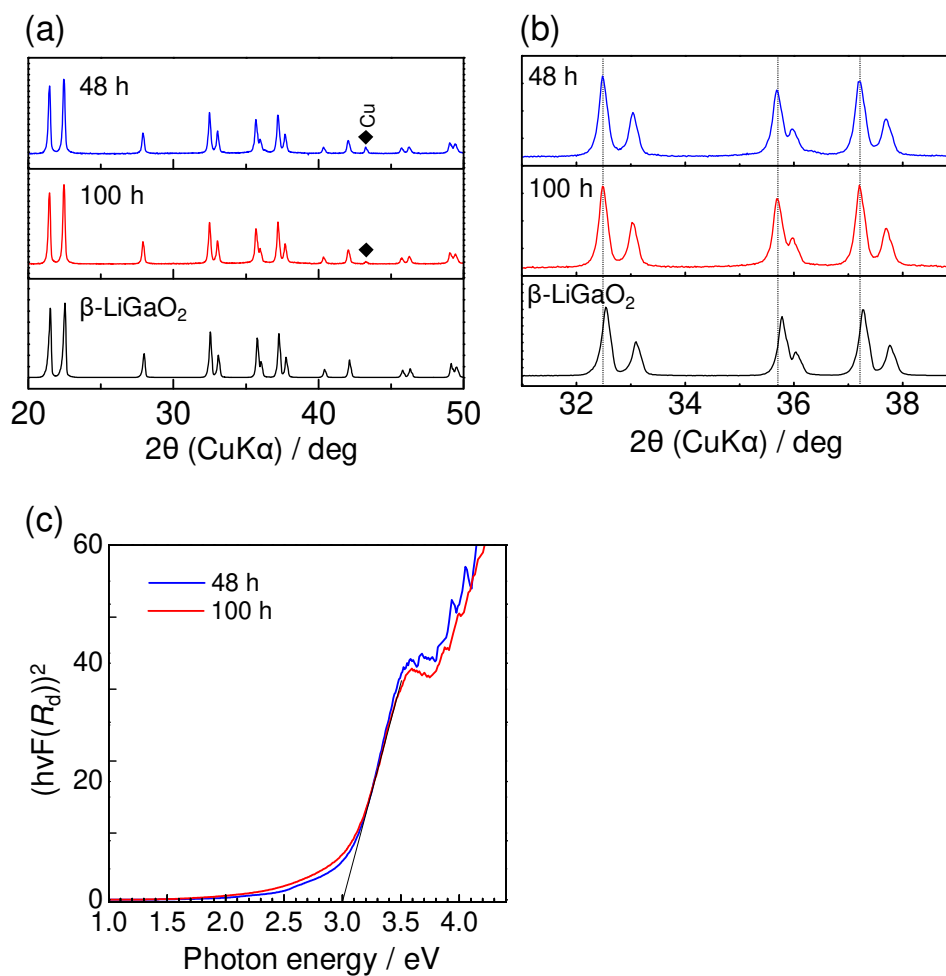 (a)
48 h
Cu
100 h
β-LiGaO₂
20 30 40 50
2θ (CuKα) / deg
(b)
48 h
100 h
β-LiGaO₂
32 34 36 38
2θ (CuKα) / deg
(c)
60
40
20
0
(hνF(R_d))²
48 h
100 h
1.0 1.5 2.0 2.5 3.0 3.5 4.0
Photon energy / eV